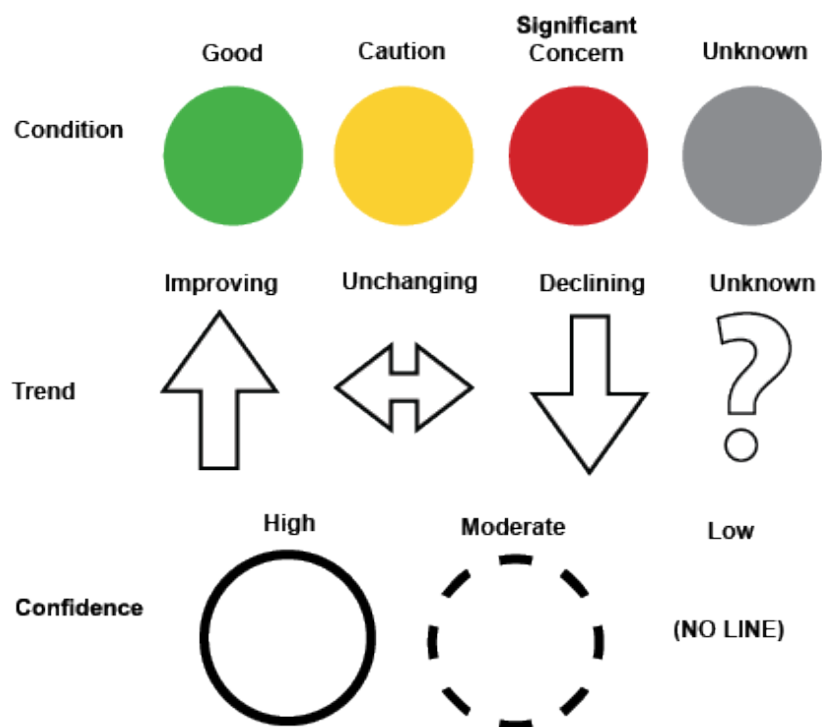 Good
Caution
Significant
Concern
Unknown
Condition
Improving
Unchanging
Declining
Unknown
Trend
?
High
Moderate
Low
Confidence
(NO LINE)